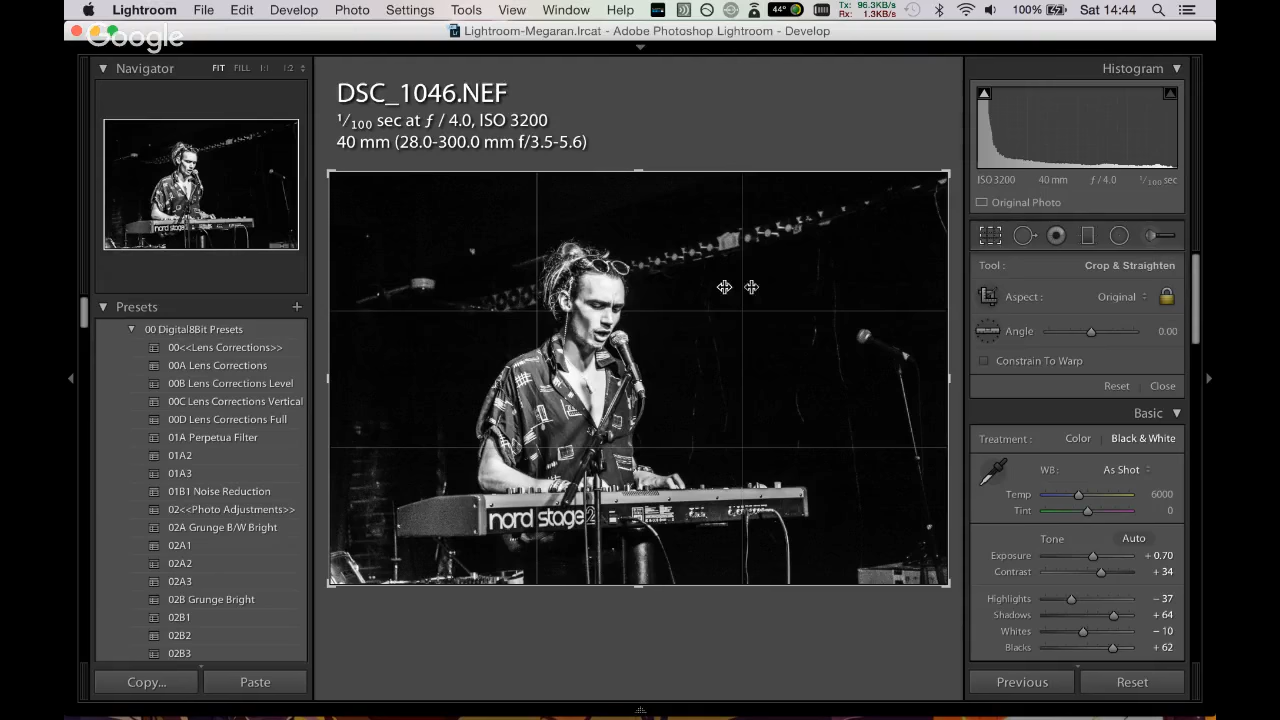 Lightroom File Edit Develop Photo Settings Tools View Window Help 44° Tx: 96.3KB/s Rx: 1.3KB/s 100% Sat 14:44
Google
Lightroom-Megaran.lrcat - Adobe Photoshop Lightroom - Develop
Navigator FIT FILL 1:1 1:2
Presets +
00 Digital8Bit Presets
00<<Lens Corrections>>
00A Lens Corrections
00B Lens Corrections Level
00C Lens Corrections Vertical
00D Lens Corrections Full
01A Perpetua Filter
01A2
01A3
01B1 Noise Reduction
02<<Photo Adjustments>>
02A Grunge B/W Bright
02A1
02A2
02A3
02B Grunge Bright
02B1
02B2
02B3
Copy... Paste
DSC_1046.NEF
1/100 sec at ƒ / 4.0, ISO 3200
40 mm (28.0-300.0 mm f/3.5-5.6)
nord stage 2
Histogram
ISO 3200 40 mm ƒ / 4.0 1/100 sec
Original Photo
Tool : Crop & Straighten
Aspect : Original
Angle 0.00
Constrain To Warp
Reset Close
Basic
Treatment : Color | Black & White
WB : As Shot
Temp 6000
Tint 0
Tone Auto
Exposure + 0.70
Contrast + 34
Highlights – 37
Shadows + 64
Whites – 10
Blacks + 62
Previous Reset